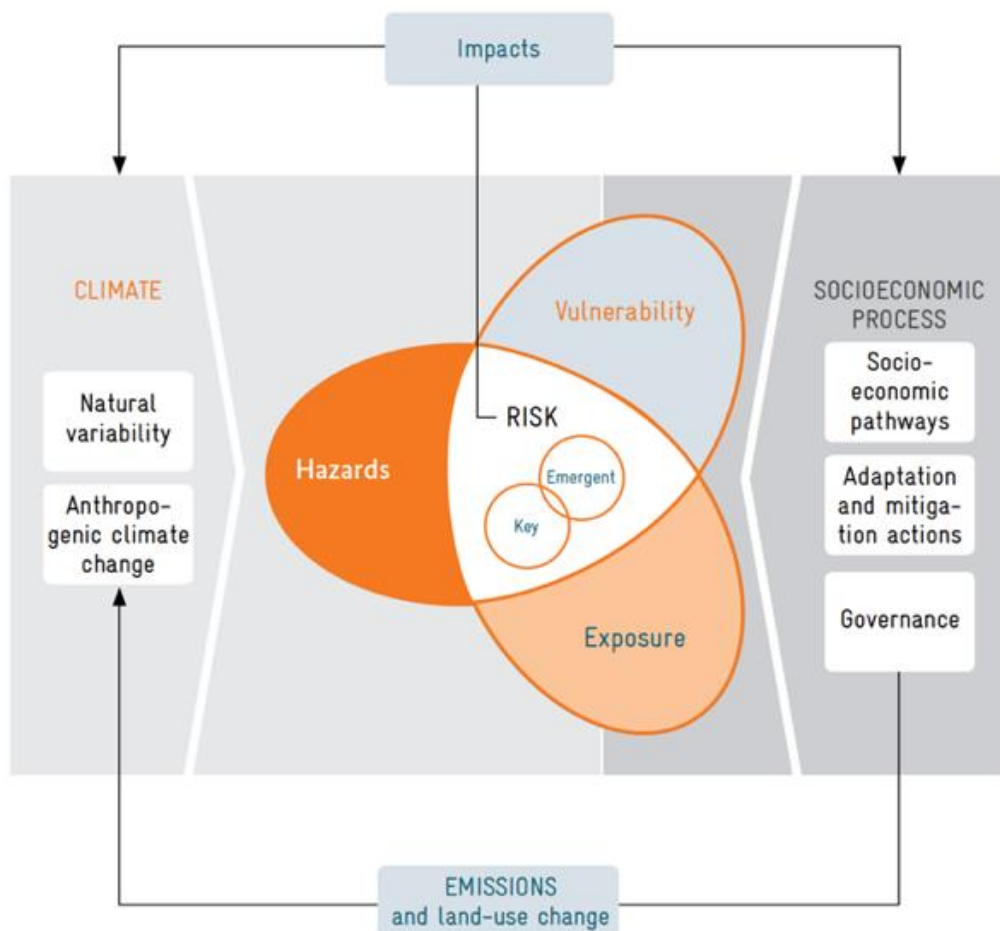 Impacts
CLIMATE
Natural
variability
Anthropo-
genic climate
change
Hazards
Vulnerability
RISK
Emergent
Key
Exposure
SOCIOECONOMIC
PROCESS
Socio-
economic
pathways
Adaptation
and mitiga-
tion actions
Governance
EMISSIONS
and land-use change